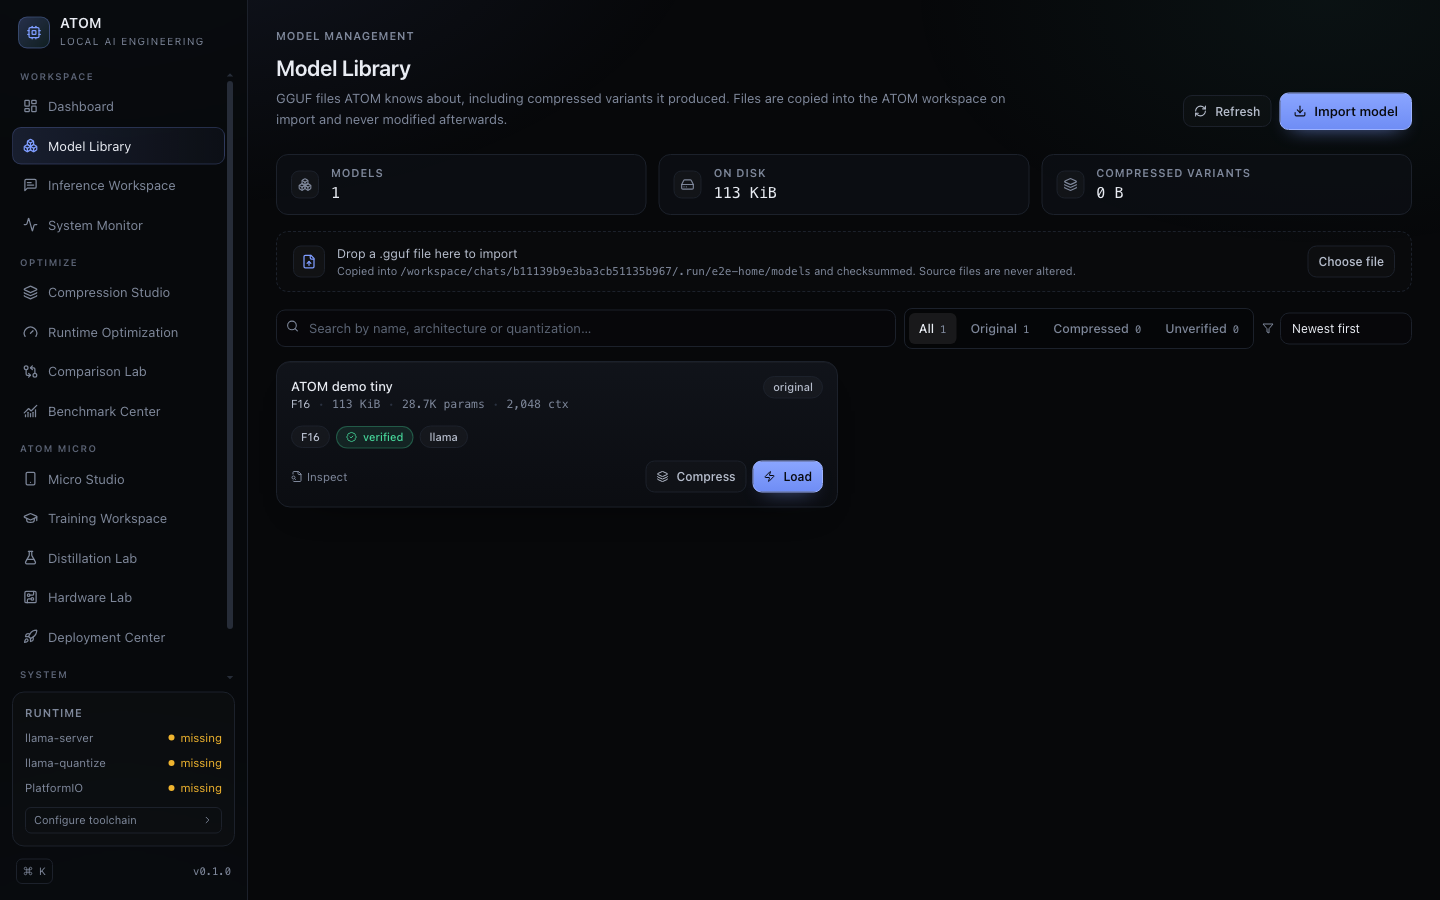 ATOM
LOCAL AI ENGINEERING
WORKSPACE
Dashboard
Model Library
Inference Workspace
System Monitor
OPTIMIZE
Compression Studio
Runtime Optimization
Comparison Lab
Benchmark Center
ATOM MICRO
Micro Studio
Training Workspace
Distillation Lab
Hardware Lab
Deployment Center
SYSTEM
RUNTIME
llama-server missing
llama-quantize missing
PlatformIO missing
Configure toolchain
⌘ K v0.1.0
MODEL MANAGEMENT
Model Library
GGUF files ATOM knows about, including compressed variants it produced. Files are copied into the ATOM workspace on
import and never modified afterwards.
Refresh
Import model
MODELS
1
ON DISK
113 KiB
COMPRESSED VARIANTS
0 B
Drop a .gguf file here to import
Copied into /workspace/chats/b11139b9e3ba3cb51135b967/.run/e2e-home/models and checksummed. Source files are never altered.
Choose file
Search by name, architecture or quantization...
All 1 Original 1 Compressed 0 Unverified 0
Newest first
ATOM demo tiny
original
F16 · 113 KiB · 28.7K params · 2,048 ctx
F16 verified llama
Inspect
Compress
Load